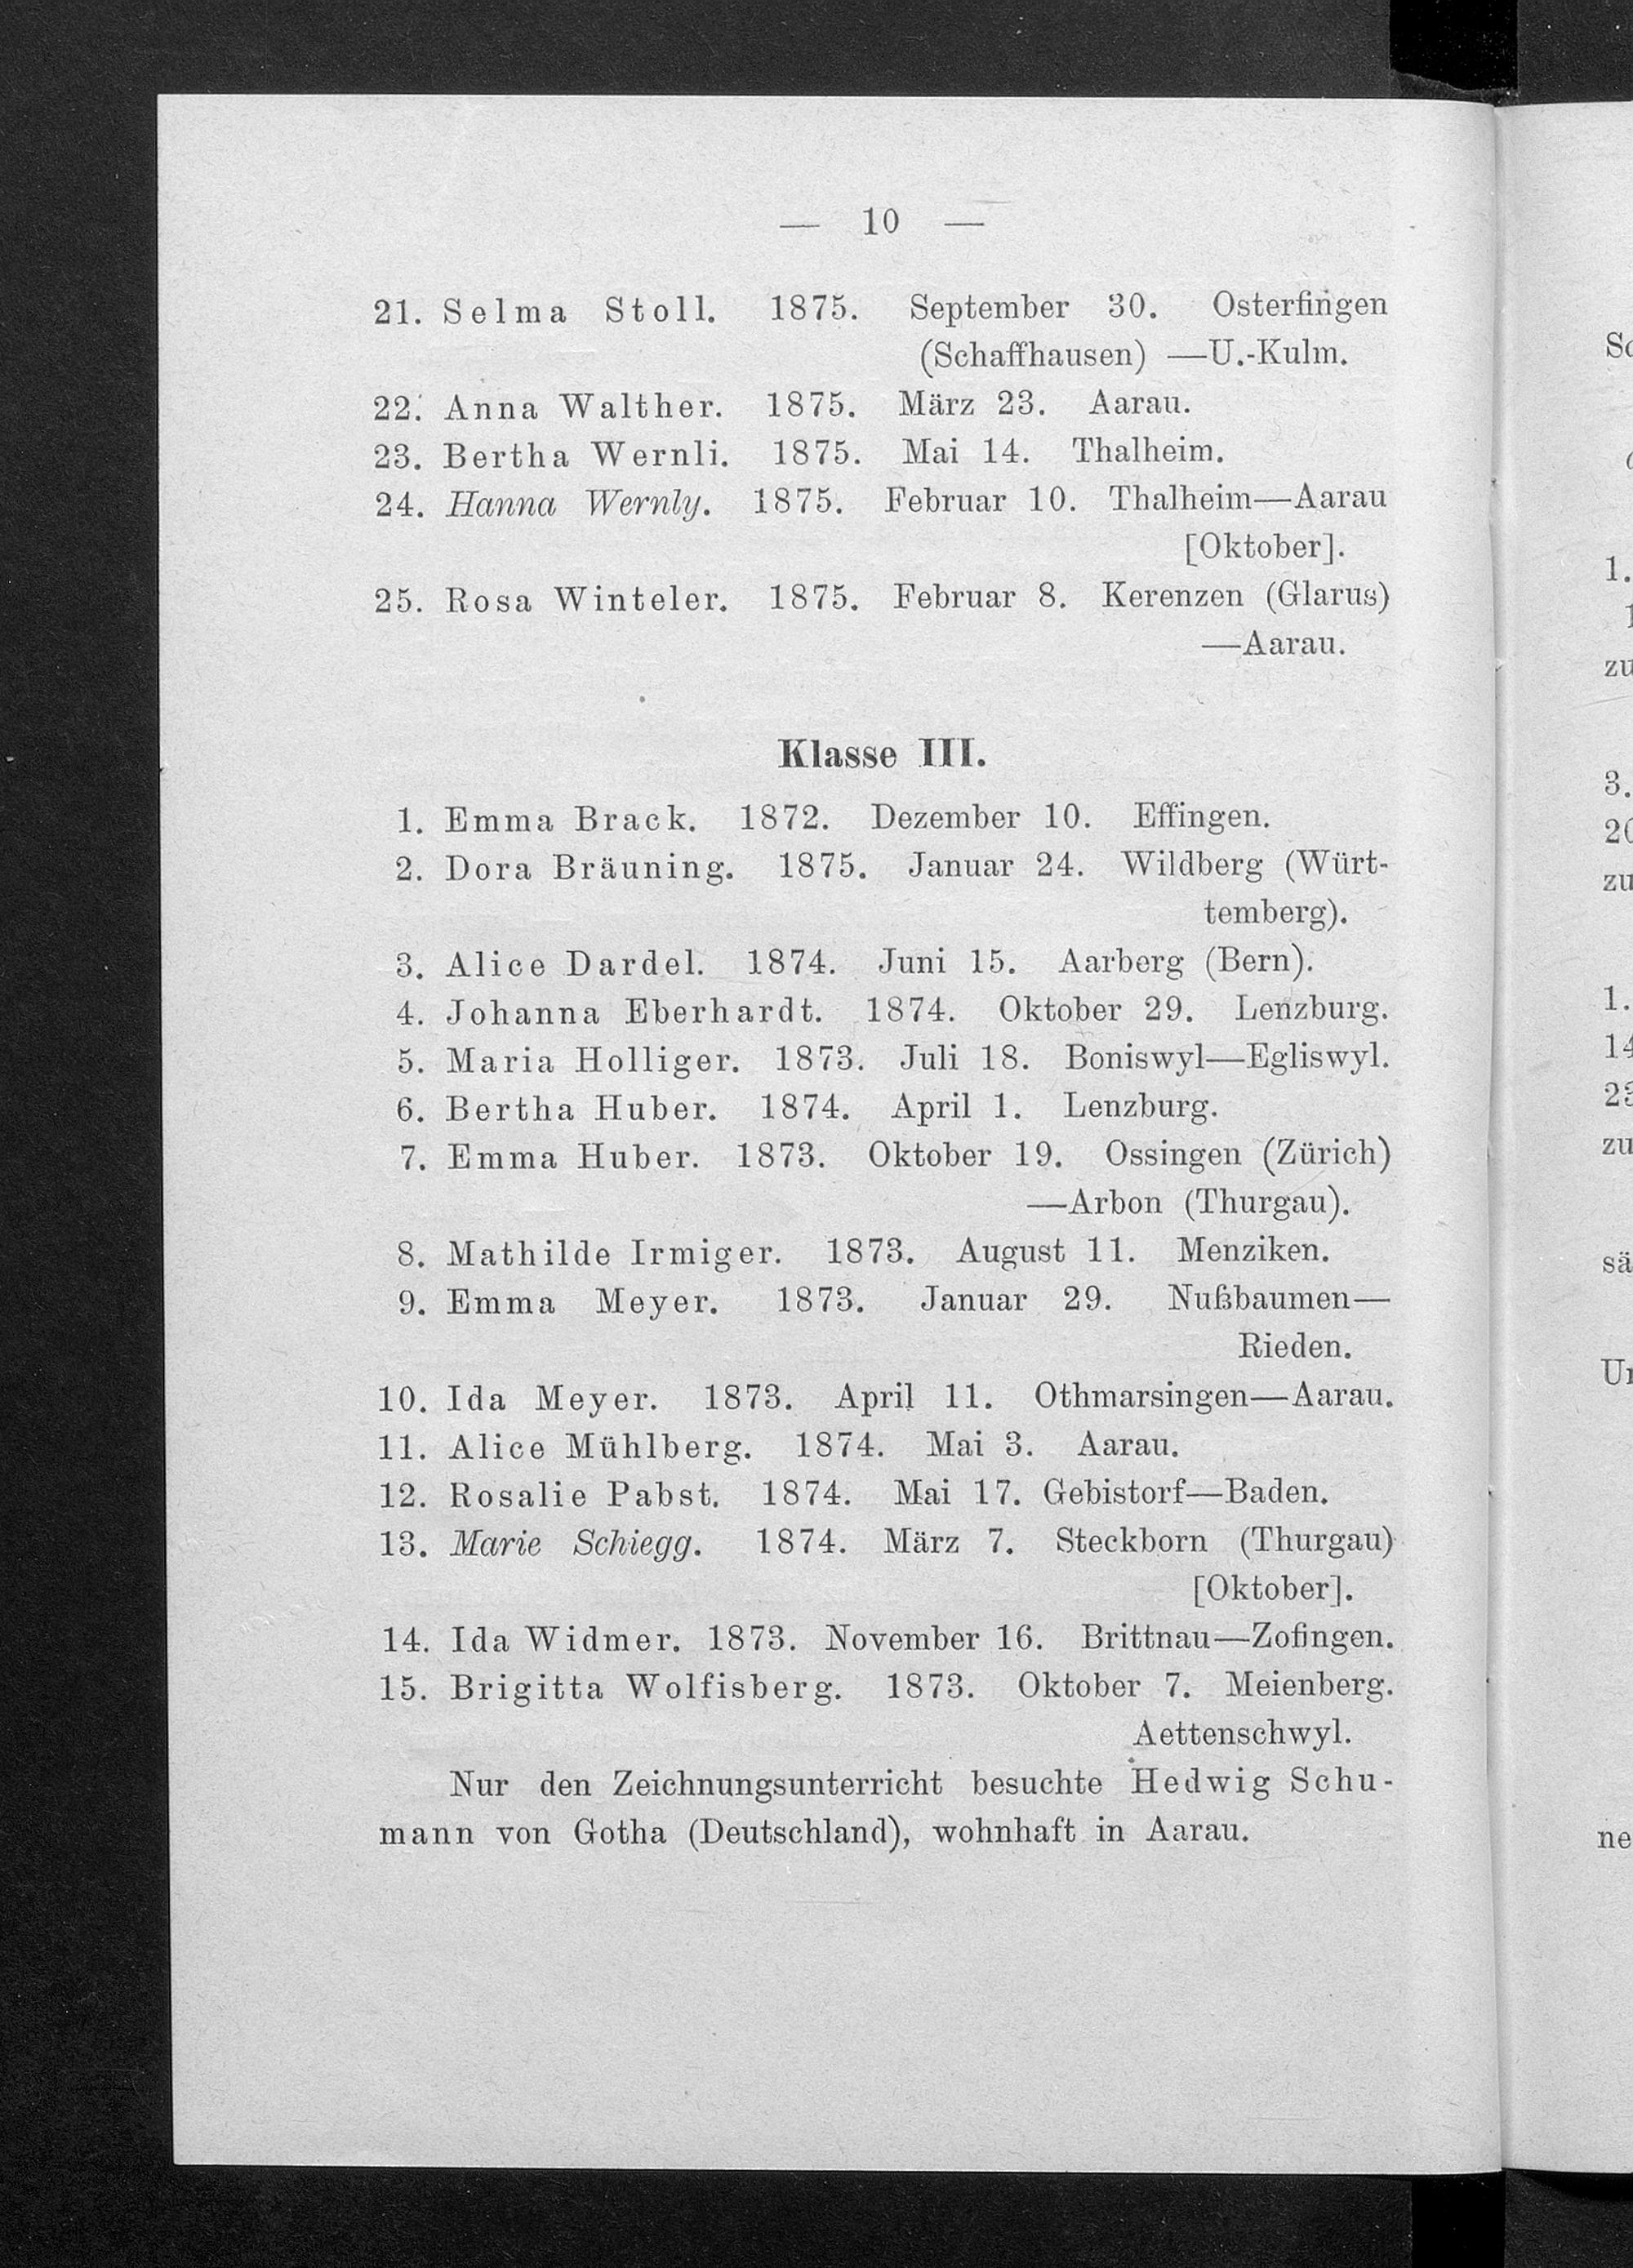 — 10 —
21. Selma Stoll. 1875. September 30. Osterfingen
(Schaffhausen) —U.-Kulm.
22. Anna Walther. 1875. März 23. Aarau.
23. Bertha Wernli. 1875. Mai 14. Thalheim.
24. Hanna Wernly. 1875. Februar 10. Thalheim—Aarau
[Oktober].
25. Rosa Winteler. 1875. Februar 8. Kerenzen (Glarus)
—Aarau.
Klasse III.
1. Emma Brack. 1872. Dezember 10. Effingen.
2. Dora Bräuning. 1875. Januar 24. Wildberg (Würt-
temberg).
3. Alice Dardel. 1874. Juni 15. Aarberg (Bern).
4. Johanna Eberhardt. 1874. Oktober 29. Lenzburg.
5. Maria Holliger. 1873. Juli 18. Boniswyl—Egliswyl.
6. Bertha Huber. 1874. April 1. Lenzburg.
7. Emma Huber. 1873. Oktober 19. Ossingen (Zürich)
—Arbon (Thurgau).
8. Mathilde Irmiger. 1873. August 11. Menziken.
9. Emma Meyer. 1873. Januar 29. Nußbaumen—
Rieden.
10. Ida Meyer. 1873. April 11. Othmarsingen—Aarau.
11. Alice Mühlberg. 1874. Mai 3. Aarau.
12. Rosalie Pabst. 1874. Mai 17. Gebistorf—Baden.
13. Marie Schiegg. 1874. März 7. Steckborn (Thurgau)
[Oktober].
14. Ida Widmer. 1873. November 16. Brittnau—Zofingen.
15. Brigitta Wolfisberg. 1873. Oktober 7. Meienberg.
Aettenschwyl.
Nur den Zeichnungsunterricht besuchte Hedwig Schu-
mann von Gotha (Deutschland), wohnhaft in Aarau.